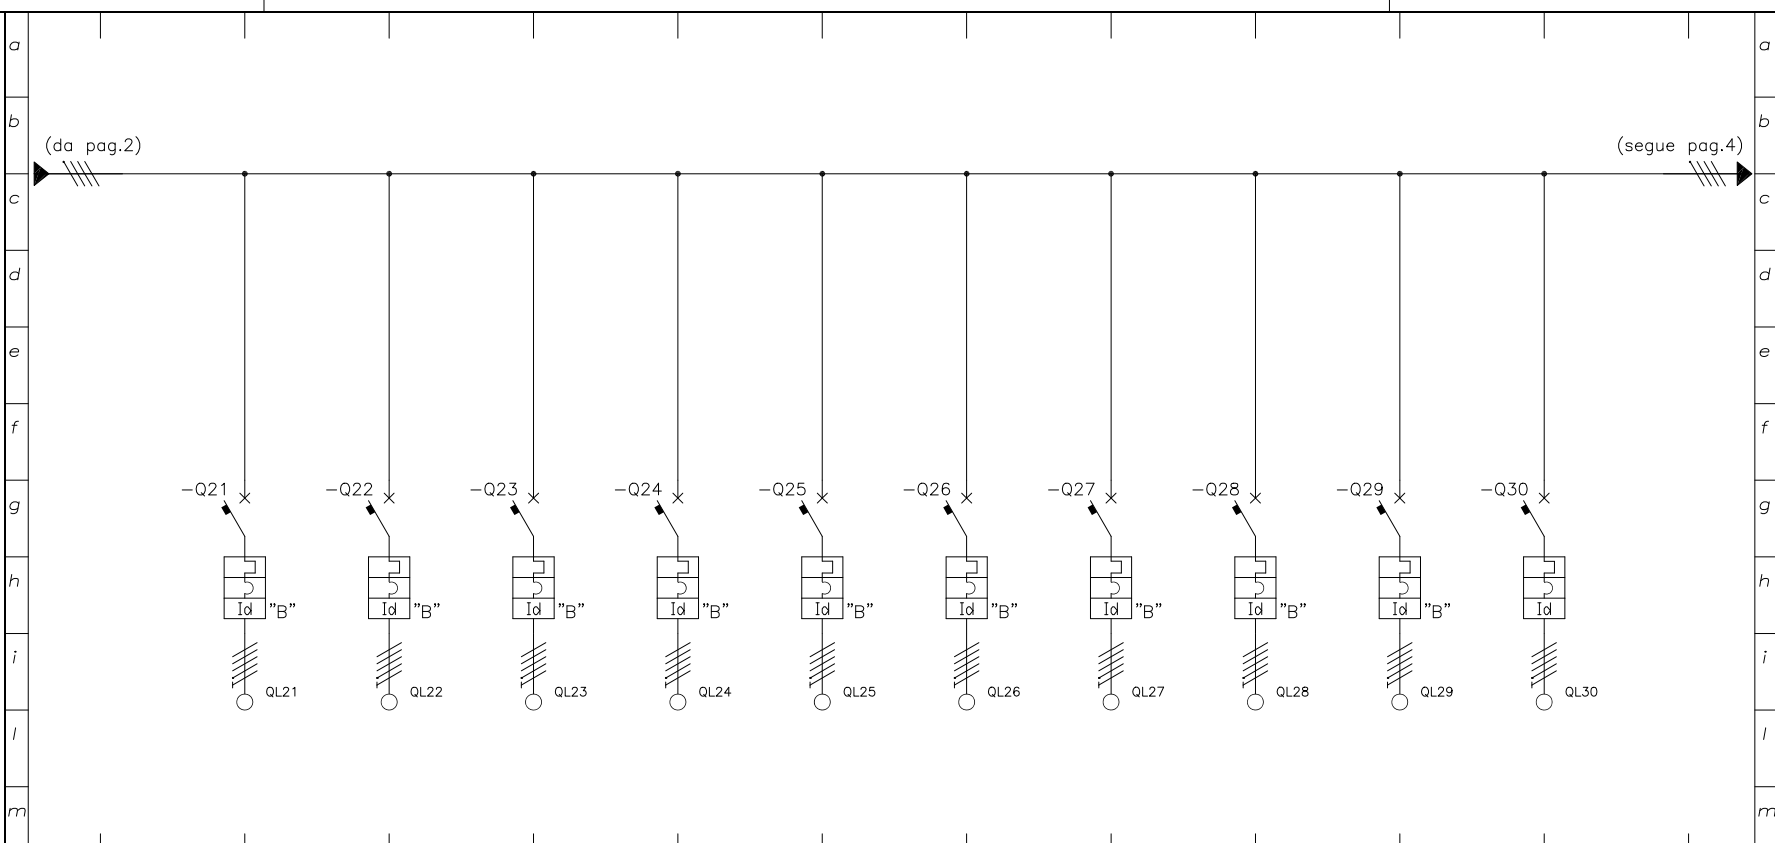 a a
b b
(da pag.2) (segue pag.4)
c c
d d
e e
f f
-Q21 -Q22 -Q23 -Q24 -Q25 -Q26 -Q27 -Q28 -Q29 -Q30
g g
h h
Id "B" Id "B" Id "B" Id "B" Id "B" Id "B" Id "B" Id "B" Id "B" Id
i i
QL21 QL22 QL23 QL24 QL25 QL26 QL27 QL28 QL29 QL30
l l
m m